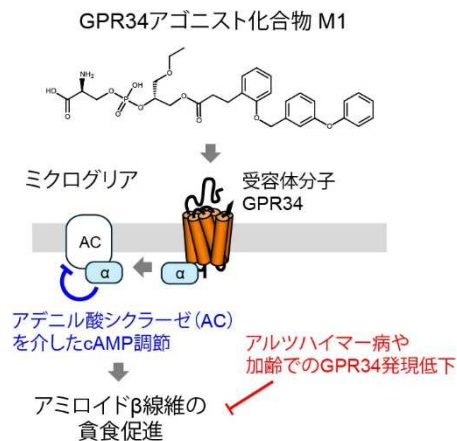 GPR34アゴニスト化合物 M1
NH₂
HO
O
O
P
OH
O
O
O
O
O
O
O
ミクログリア
受容体分子
GPR34
AC
α
α
アデニル酸シクラーゼ（AC）
を介したcAMP調節
アルツハイマー病や
加齢でのGPR34発現低下
アミロイドβ線維の
貪食促進